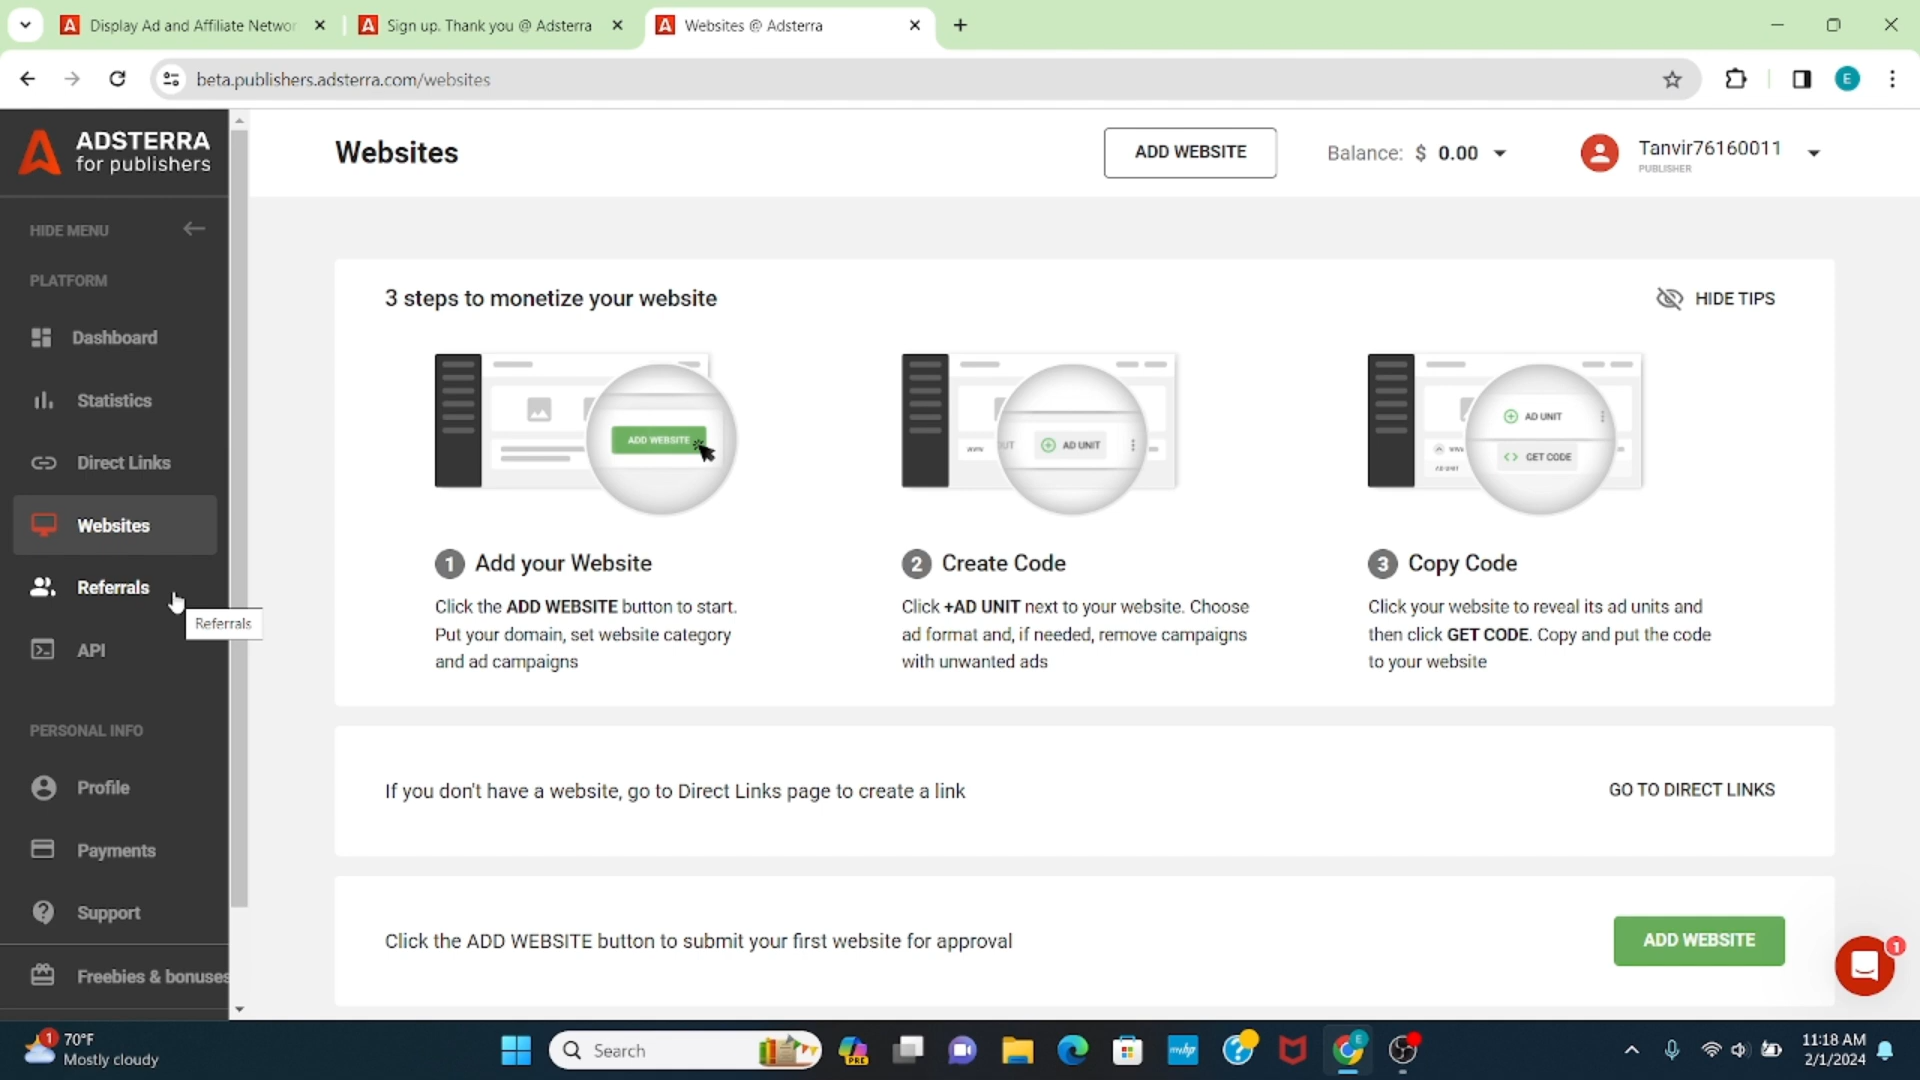 Display Ad and Affiliate Networ
Sign up. Thank you @ Adsterra
Websites @ Adsterra
beta.publishers.adsterra.com/websites
E
ADSTERRA
for publishers
Websites
ADD WEBSITE
Balance: $ 0.00
Tanvir76160011
PUBLISHER
HIDE MENU
PLATFORM
Dashboard
Statistics
Direct Links
Websites
Referrals
Referrals
API
PERSONAL INFO
Profile
Payments
Support
Freebies & bonuses
3 steps to monetize your website
HIDE TIPS
ADD WEBSITE
www
OUT
AD UNIT
AD UNIT
GET CODE
AD UNIT
1 Add your Website
Click the ADD WEBSITE button to start.
Put your domain, set website category
and ad campaigns
2 Create Code
Click +AD UNIT next to your website. Choose
ad format and, if needed, remove campaigns
with unwanted ads
3 Copy Code
Click your website to reveal its ad units and
then click GET CODE. Copy and put the code
to your website
If you don't have a website, go to Direct Links page to create a link
GO TO DIRECT LINKS
Click the ADD WEBSITE button to submit your first website for approval
ADD WEBSITE
1
1
70°F
Mostly cloudy
Search
PRE
myhp
E
11:18 AM
2/1/2024